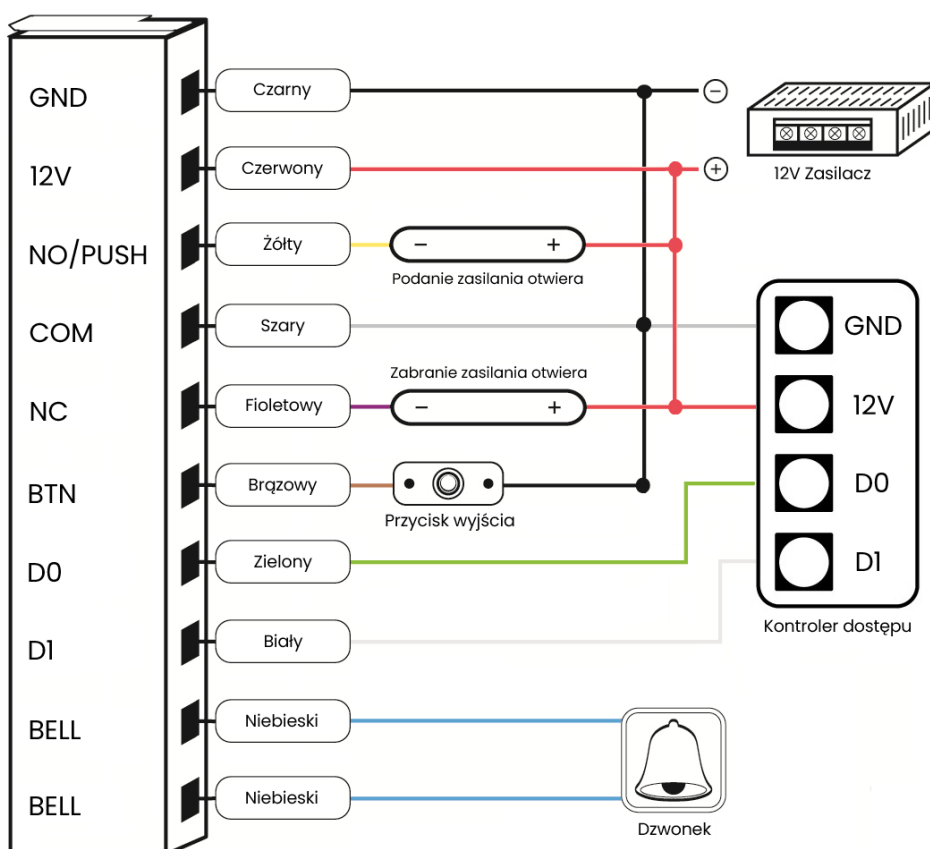 GND
Czarny
−
12V
Czerwony
+
12V Zasilacz
NO/PUSH
Żółty
− +
Podanie zasilania otwiera
COM
Szary
GND
Zabranie zasilania otwiera
NC
Fioletowy
− +
12V
BTN
Brązowy
Przycisk wyjścia
D0
D0
Zielony
D1
Kontroler dostępu
D1
Biały
BELL
Niebieski
BELL
Niebieski
Dzwonek